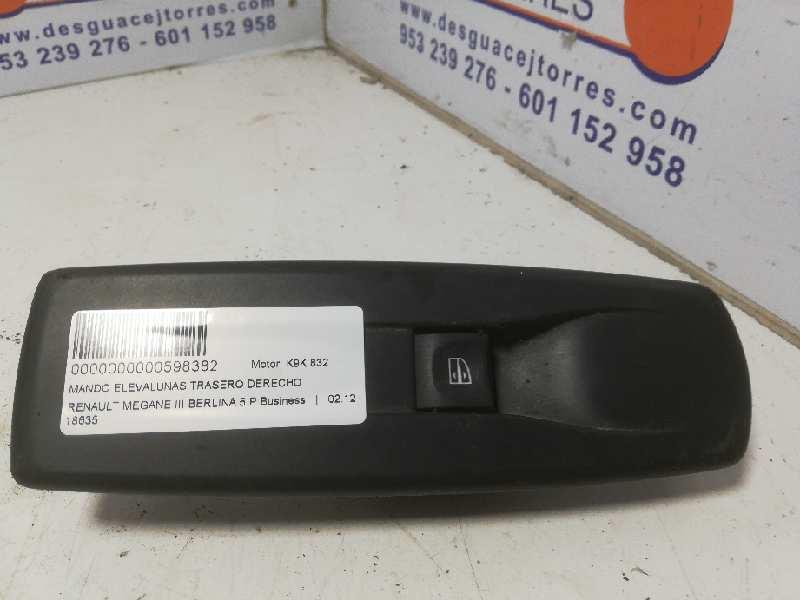 www.desguacejtorres.com
953 239 276 - 601 152 958
RRES
www.desguacejtorres.com
953 239 276 - 601 152 958
0000000000598392 Motor K9K 832
MANDO ELEVALUNAS TRASERO DERECHO
RENAULT MEGANE III BERLINA 5 P Business | 02.12
18635